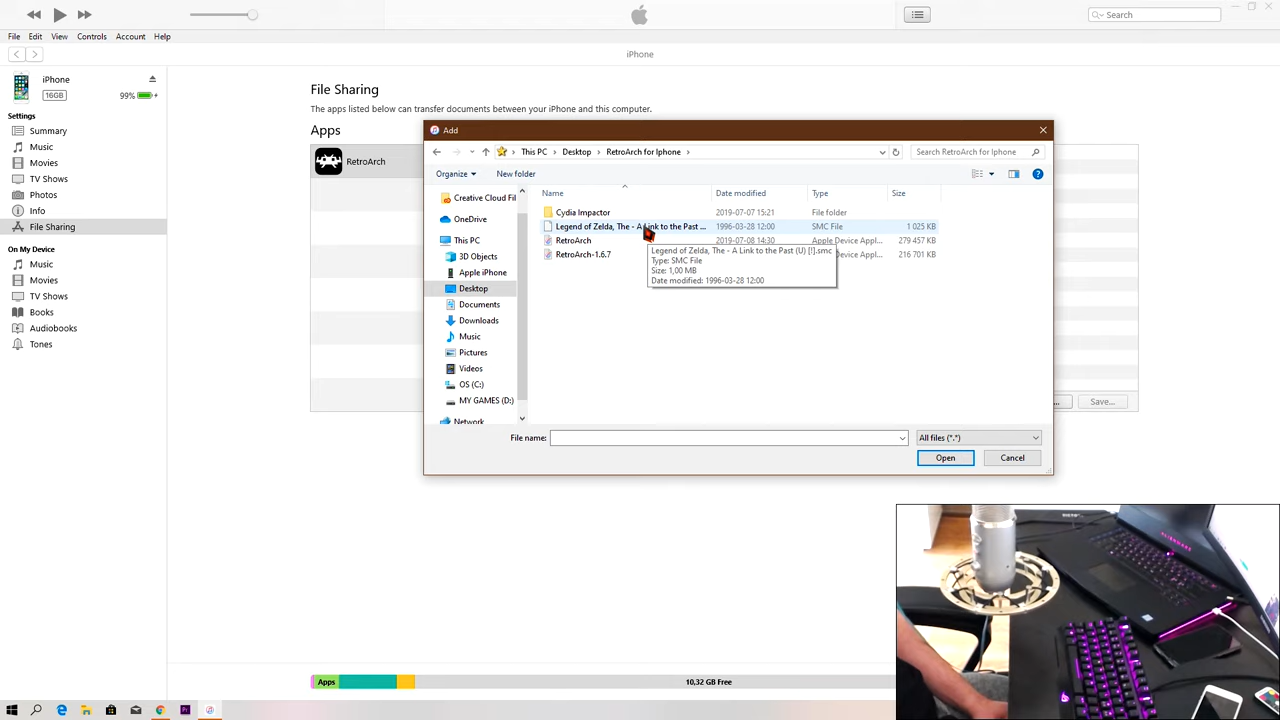 Search
File Edit View Controls Account Help
iPhone
iPhone
16GB 99%
Settings
Summary
Music
Movies
TV Shows
Photos
Info
File Sharing
On My Device
Music
Movies
TV Shows
Books
Audiobooks
Tones
File Sharing
The apps listed below can transfer documents between your iPhone and this computer.
Apps
RetroArch
Save...
Add
This PC > Desktop > RetroArch for Iphone >
Search RetroArch for Iphone
Organize New folder
Creative Cloud Fil
OneDrive
This PC
3D Objects
Apple iPhone
Desktop
Documents
Downloads
Music
Pictures
Videos
OS (C:)
MY GAMES (D:)
Network
Name Date modified Type Size
Cydia Impactor 2019-07-07 15:21 File folder
Legend of Zelda, The - A Link to the Past ... 1996-03-28 12:00 SMC File 1 025 KB
RetroArch 2019-07-08 14:30 Apple Device Appl... 279 457 KB
RetroArch-1.6.7 Device Appl... 216 701 KB
Legend of Zelda, The - A Link to the Past (U) [!].smc
Type: SMC File
Size: 1,00 MB
Date modified: 1996-03-28 12:00
File name: All files (*.*)
Open Cancel
Apps 10,32 GB Free
ALIENWARE